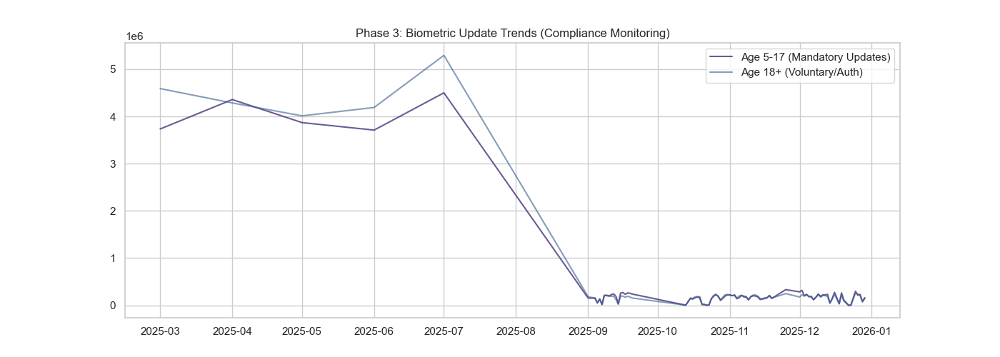 Phase 3: Biometric Update Trends (Compliance Monitoring)
1e6
Age 5-17 (Mandatory Updates)
Age 18+ (Voluntary/Auth)
5
4
3
2
1
0
2025-03 2025-04 2025-05 2025-06 2025-07 2025-08 2025-09 2025-10 2025-11 2025-12 2026-01